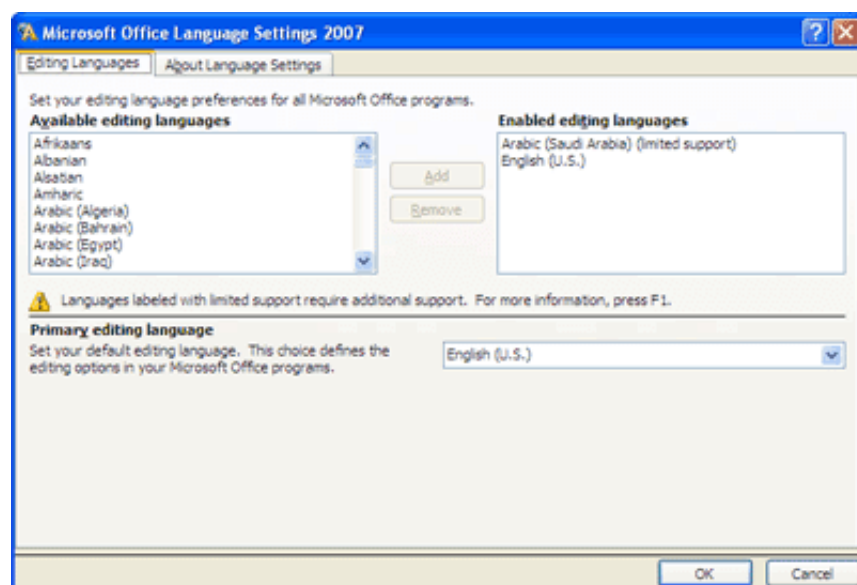 Microsoft Office Language Settings 2007
Editing Languages
About Language Settings
Set your editing language preferences for all Microsoft Office programs.
Available editing languages
Enabled editing languages
Afrikaans
Albanian
Alsatian
Amharic
Arabic (Algeria)
Arabic (Bahrain)
Arabic (Egypt)
Arabic (Iraq)
Add
Remove
Arabic (Saudi Arabia) (limited support)
English (U.S.)
Languages labeled with limited support require additional support. For more information, press F1.
Primary editing language
Set your default editing language. This choice defines the
editing options in your Microsoft Office programs.
English (U.S.)
OK
Cancel